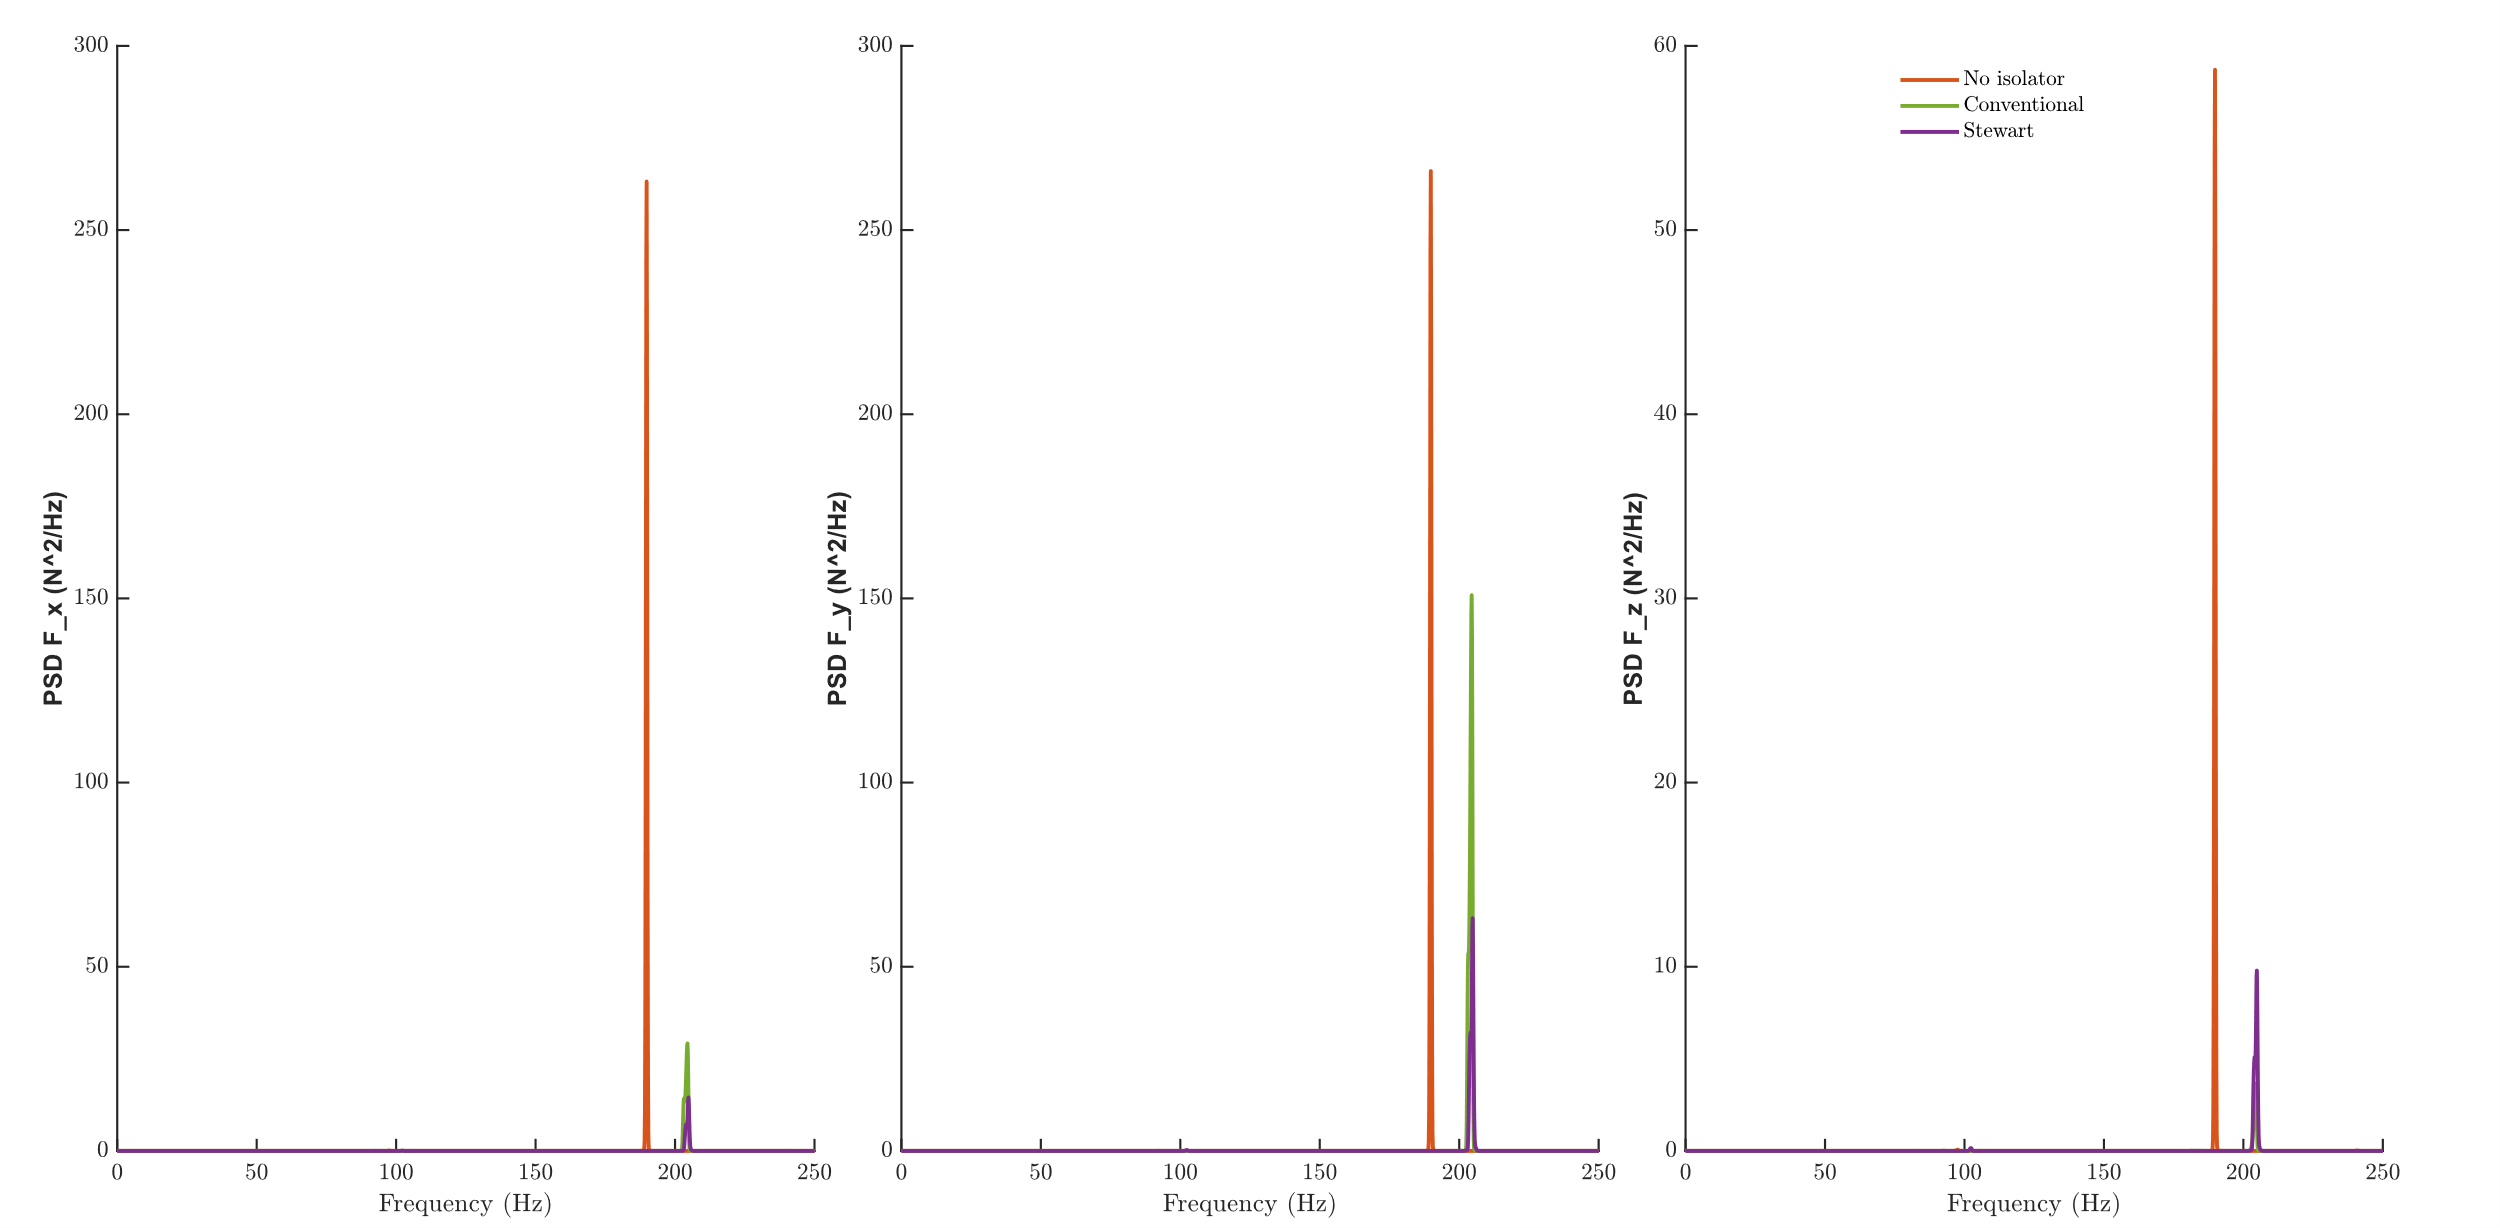 300
250
200
150
100
50
0
0 50 100 150 200 250
Frequency (Hz)
PSD F_x (N^2/Hz)
300
250
200
150
100
50
0
0 50 100 150 200 250
Frequency (Hz)
PSD F_y (N^2/Hz)
60
50
40
30
20
10
0
0 50 100 150 200 250
Frequency (Hz)
PSD F_z (N^2/Hz)
No isolator
Conventional
Stewart